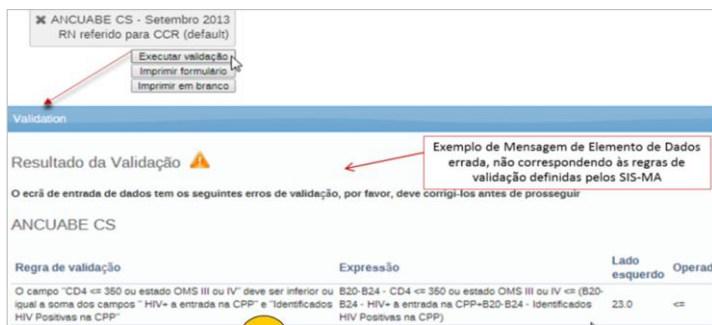 ✖ ANCUABE CS - Setembro 2013
RN referido para CCR (default)
Executar validação
Imprimir formulário
Imprimir em branco
Validation
Resultado da Validação
Exemplo de Mensagem de Elemento de Dados
errada, não correspondendo às regras de
validação definidas pelos SIS-MA
O ecrã de entrada de dados tem os seguintes erros de validação, por favor, deve corrigi-los antes de prosseguir
ANCUABE CS
Regra de validação Expressão Lado esquerdo Operad
O campo "CD4 <= 350 ou estado OMS III ou IV" deve ser inferior ou B20-B24 - CD4 <= 350 ou estado OMS III ou IV <= (B20-
igual a soma dos campos " HIV+ a entrada na CPP" e "Identificados B24 - HIV+ a entrada na CPP+B20-B24 - Identificados 23.0 <=
HIV Positivas na CPP" HIV Positivas na CPP)